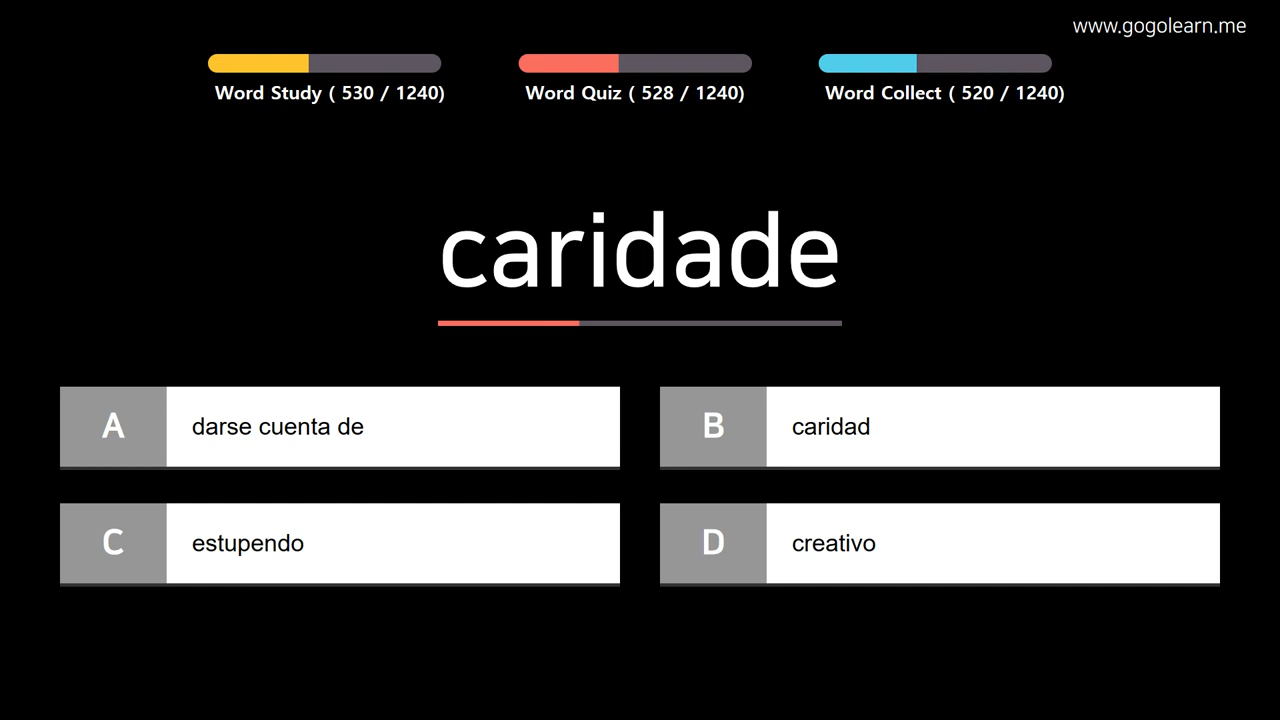 www.gogolearn.me
Word Study ( 530 / 1240)
Word Quiz ( 528 / 1240)
Word Collect ( 520 / 1240)
caridade
A darse cuenta de
B caridad
C estupendo
D creativo